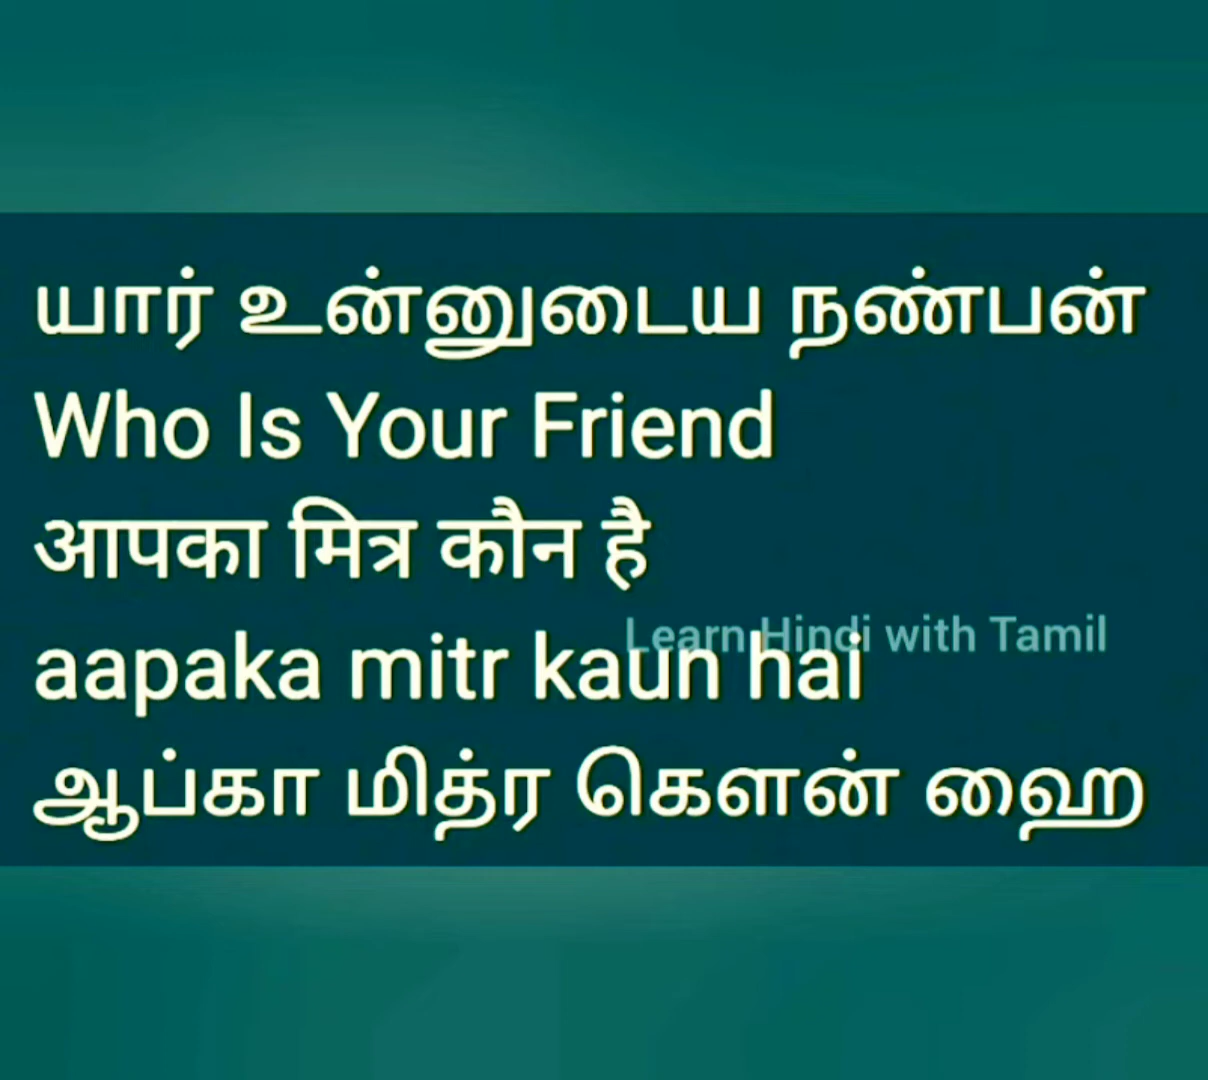 யார் உன்னுடைய நண்பன்
Who Is Your Friend
आपका मित्र कौन है
Learn Hindi with Tamil
aapaka mitr kaun hai
ஆப்கா மித்ர கௌன் ஹை